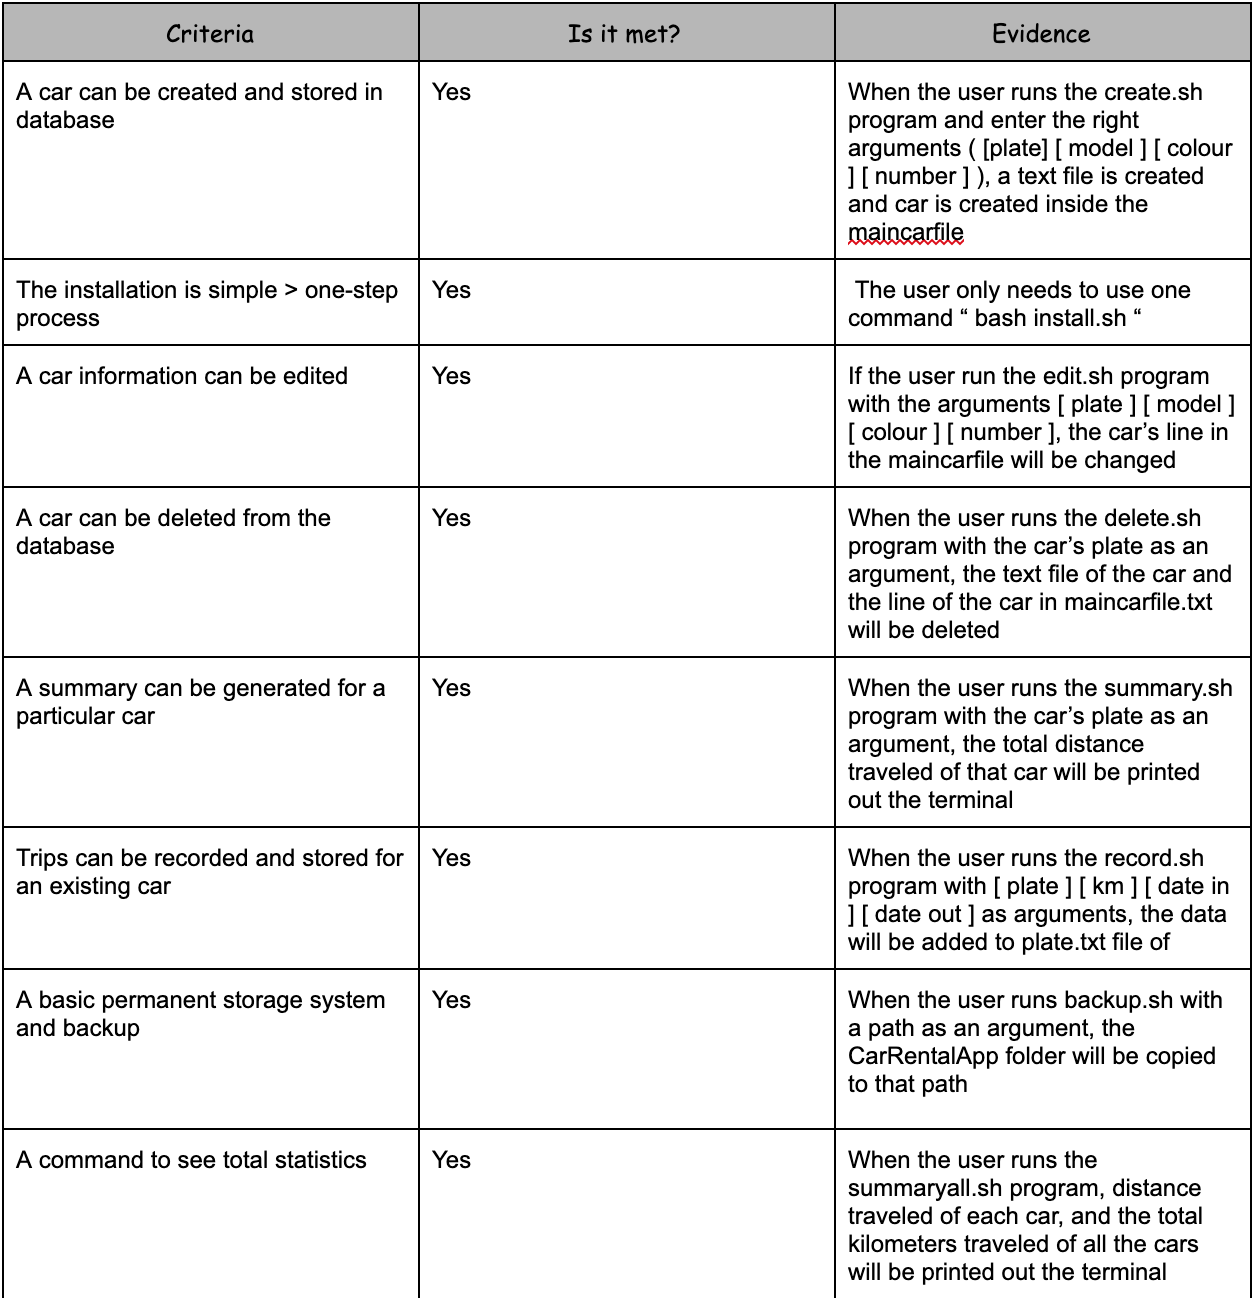 Criteria
Is it met?
Evidence
A car can be created and stored in
database
Yes
When the user runs the create.sh
program and enter the right
arguments ( [plate] [ model ] [ colour
] [ number ] ), a text file is created
and car is created inside the
maincarfile
The installation is simple > one-step
process
Yes
The user only needs to use one
command “ bash install.sh “
A car information can be edited
Yes
If the user run the edit.sh program
with the arguments [ plate ] [ model ]
[ colour ] [ number ], the car’s line in
the maincarfile will be changed
A car can be deleted from the
database
Yes
When the user runs the delete.sh
program with the car’s plate as an
argument, the text file of the car and
the line of the car in maincarfile.txt
will be deleted
A summary can be generated for a
particular car
Yes
When the user runs the summary.sh
program with the car’s plate as an
argument, the total distance
traveled of that car will be printed
out the terminal
Trips can be recorded and stored for
an existing car
Yes
When the user runs the record.sh
program with [ plate ] [ km ] [ date in
] [ date out ] as arguments, the data
will be added to plate.txt file of
A basic permanent storage system
and backup
Yes
When the user runs backup.sh with
a path as an argument, the
CarRentalApp folder will be copied
to that path
A command to see total statistics
Yes
When the user runs the
summaryall.sh program, distance
traveled of each car, and the total
kilometers traveled of all the cars
will be printed out the terminal